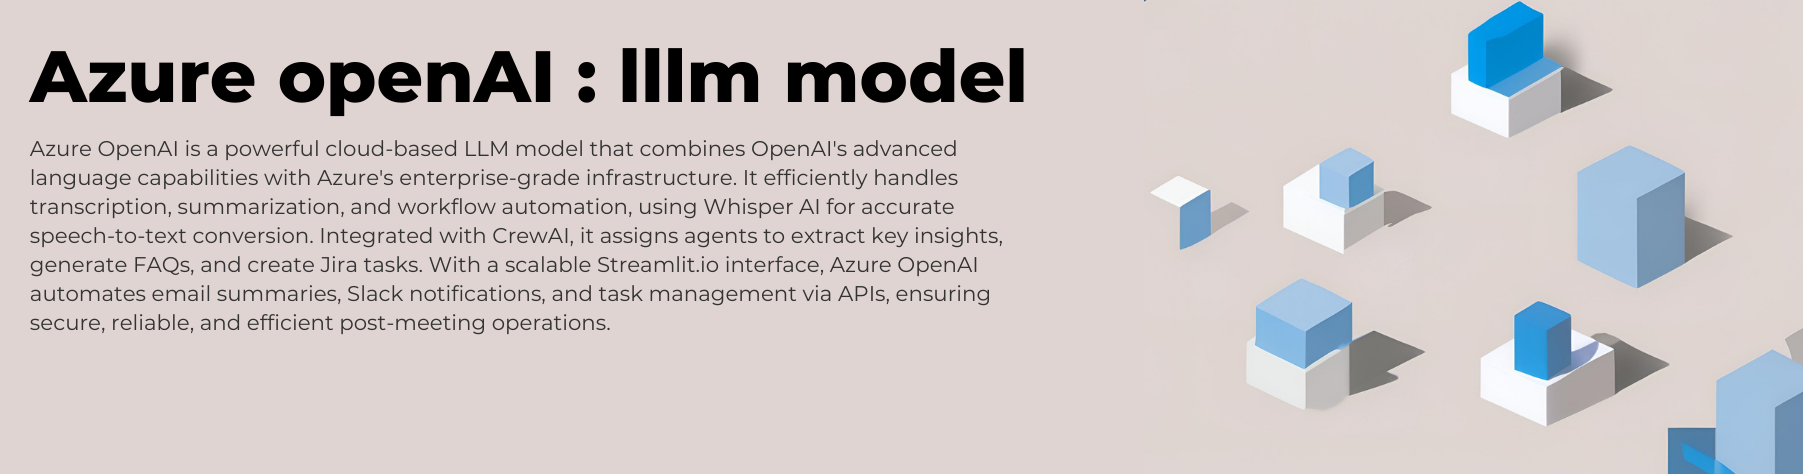 Azure openAI : lllm model
Azure OpenAI is a powerful cloud-based LLM model that combines OpenAI's advanced
language capabilities with Azure's enterprise-grade infrastructure. It efficiently handles
transcription, summarization, and workflow automation, using Whisper AI for accurate
speech-to-text conversion. Integrated with CrewAI, it assigns agents to extract key insights,
generate FAQs, and create Jira tasks. With a scalable Streamlit.io interface, Azure OpenAI
automates email summaries, Slack notifications, and task management via APIs, ensuring
secure, reliable, and efficient post-meeting operations.